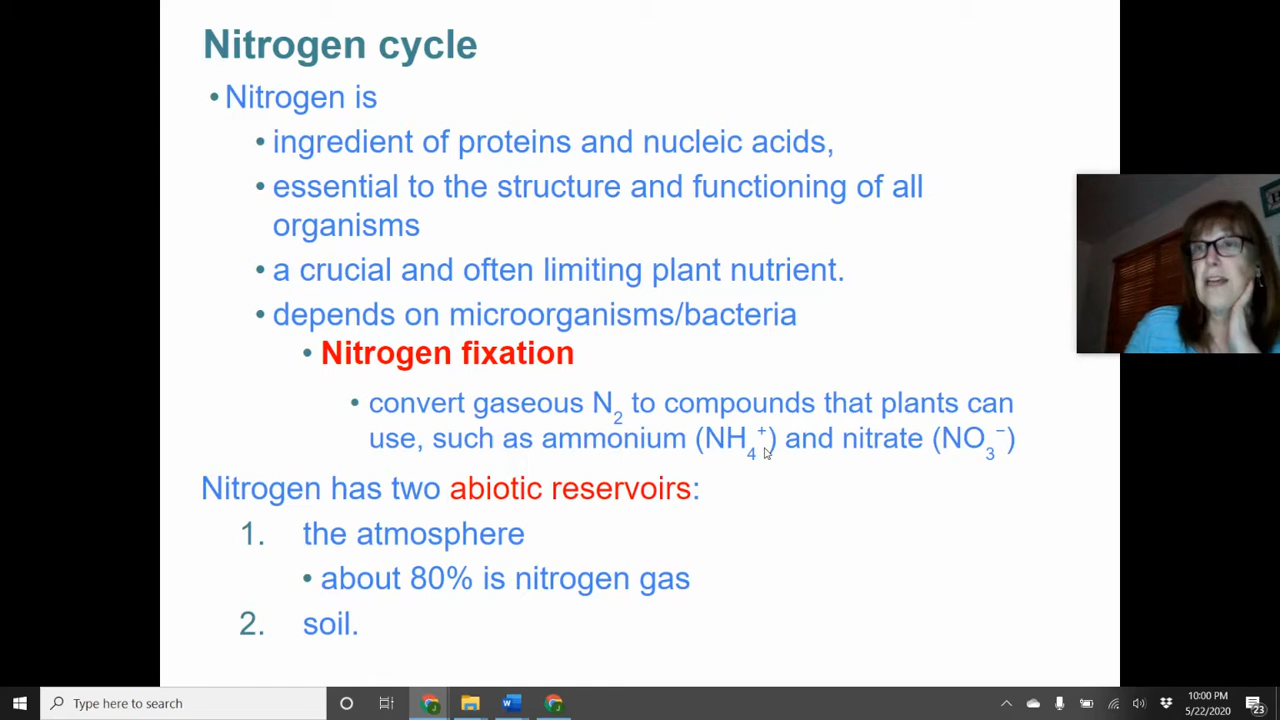 Nitrogen cycle
• Nitrogen is
• ingredient of proteins and nucleic acids,
• essential to the structure and functioning of all
organisms
• a crucial and often limiting plant nutrient.
• depends on microorganisms/bacteria
• Nitrogen fixation
• convert gaseous N₂ to compounds that plants can
use, such as ammonium (NH₄⁺) and nitrate (NO₃⁻)
Nitrogen has two abiotic reservoirs:
1. the atmosphere
• about 80% is nitrogen gas
2. soil.
Type here to search
10:00 PM
5/22/2020
23